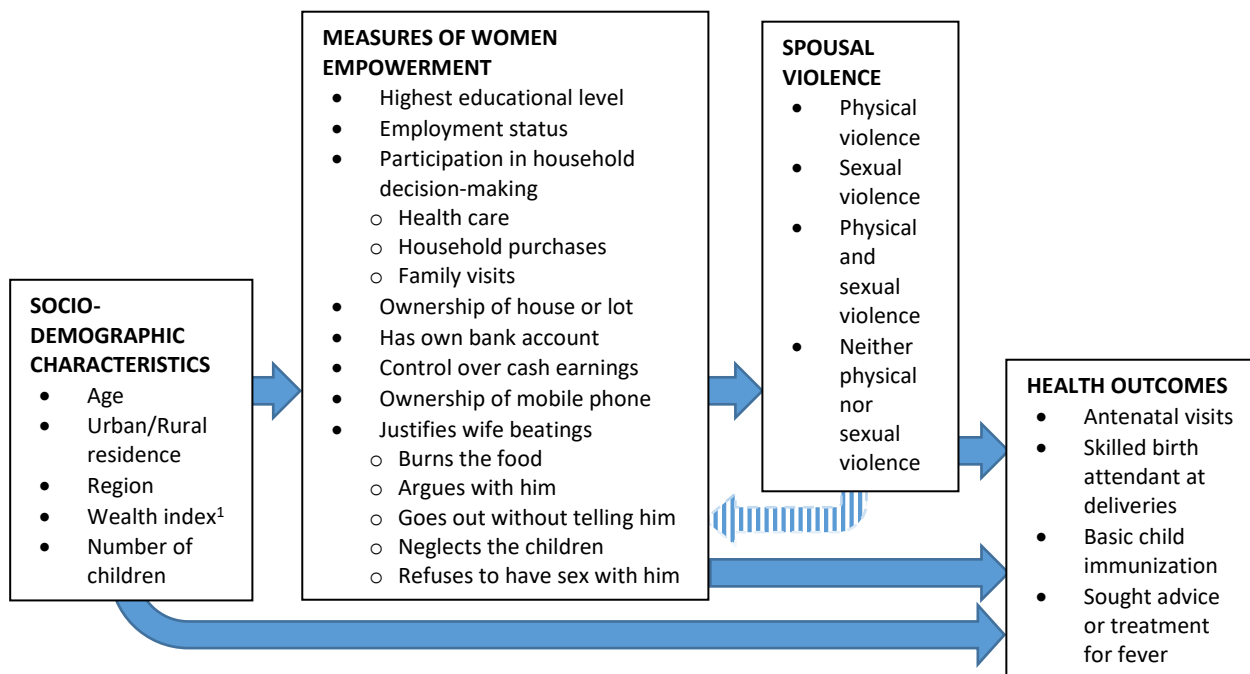 SOCIO-
DEMOGRAPHIC
CHARACTERISTICS
• Age
• Urban/Rural
residence
• Region
• Wealth index¹
• Number of
children
MEASURES OF WOMEN
EMPOWERMENT
• Highest educational level
• Employment status
• Participation in household
decision-making
o Health care
o Household purchases
o Family visits
• Ownership of house or lot
• Has own bank account
• Control over cash earnings
• Ownership of mobile phone
• Justifies wife beatings
o Burns the food
o Argues with him
o Goes out without telling him
o Neglects the children
o Refuses to have sex with him
SPOUSAL
VIOLENCE
• Physical
violence
• Sexual
violence
• Physical
and
sexual
violence
• Neither
physical
nor
sexual
violence
HEALTH OUTCOMES
• Antenatal visits
• Skilled birth
attendant at
deliveries
• Basic child
immunization
• Sought advice
or treatment
for fever